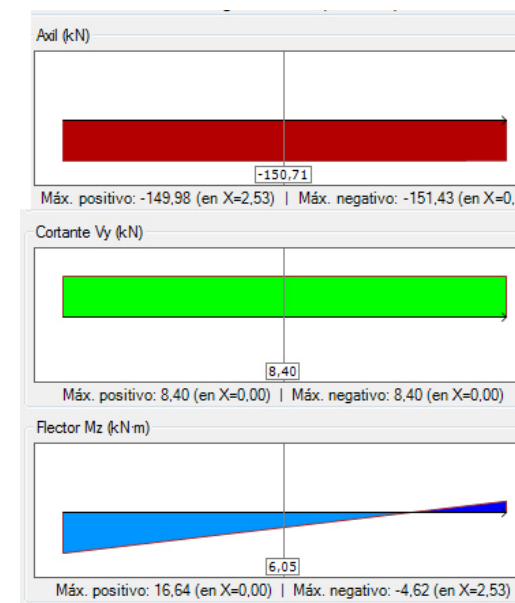 Axil (kN)
-150,71
Máx. positivo: -149,98 (en X=2,53) | Máx. negativo: -151,43 (en X=0,
Cortante Vy (kN)
8,40
Máx. positivo: 8,40 (en X=0,00) | Máx. negativo: 8,40 (en X=0,00)
Flector Mz (kN·m)
6,05
Máx. positivo: 16,64 (en X=0,00) | Máx. negativo: -4,62 (en X=2,53)